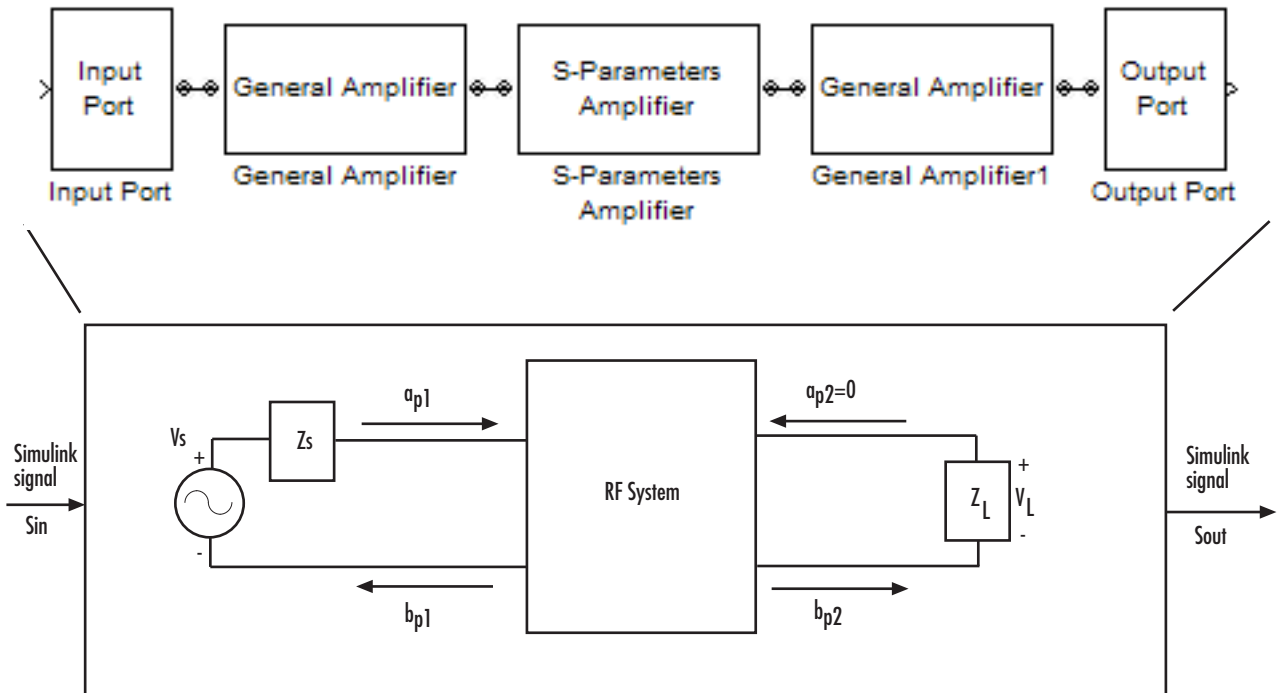 Input
Port
General Amplifier
S-Parameters
Amplifier
General Amplifier
Output
Port
Input Port
General Amplifier
S-Parameters
Amplifier
General Amplifier1
Output Port
Simulink
signal
Sin
Vs
+
-
Zs
ap1
bp1
RF System
ap2=0
bp2
ZL
+
VL
-
Simulink
signal
Sout